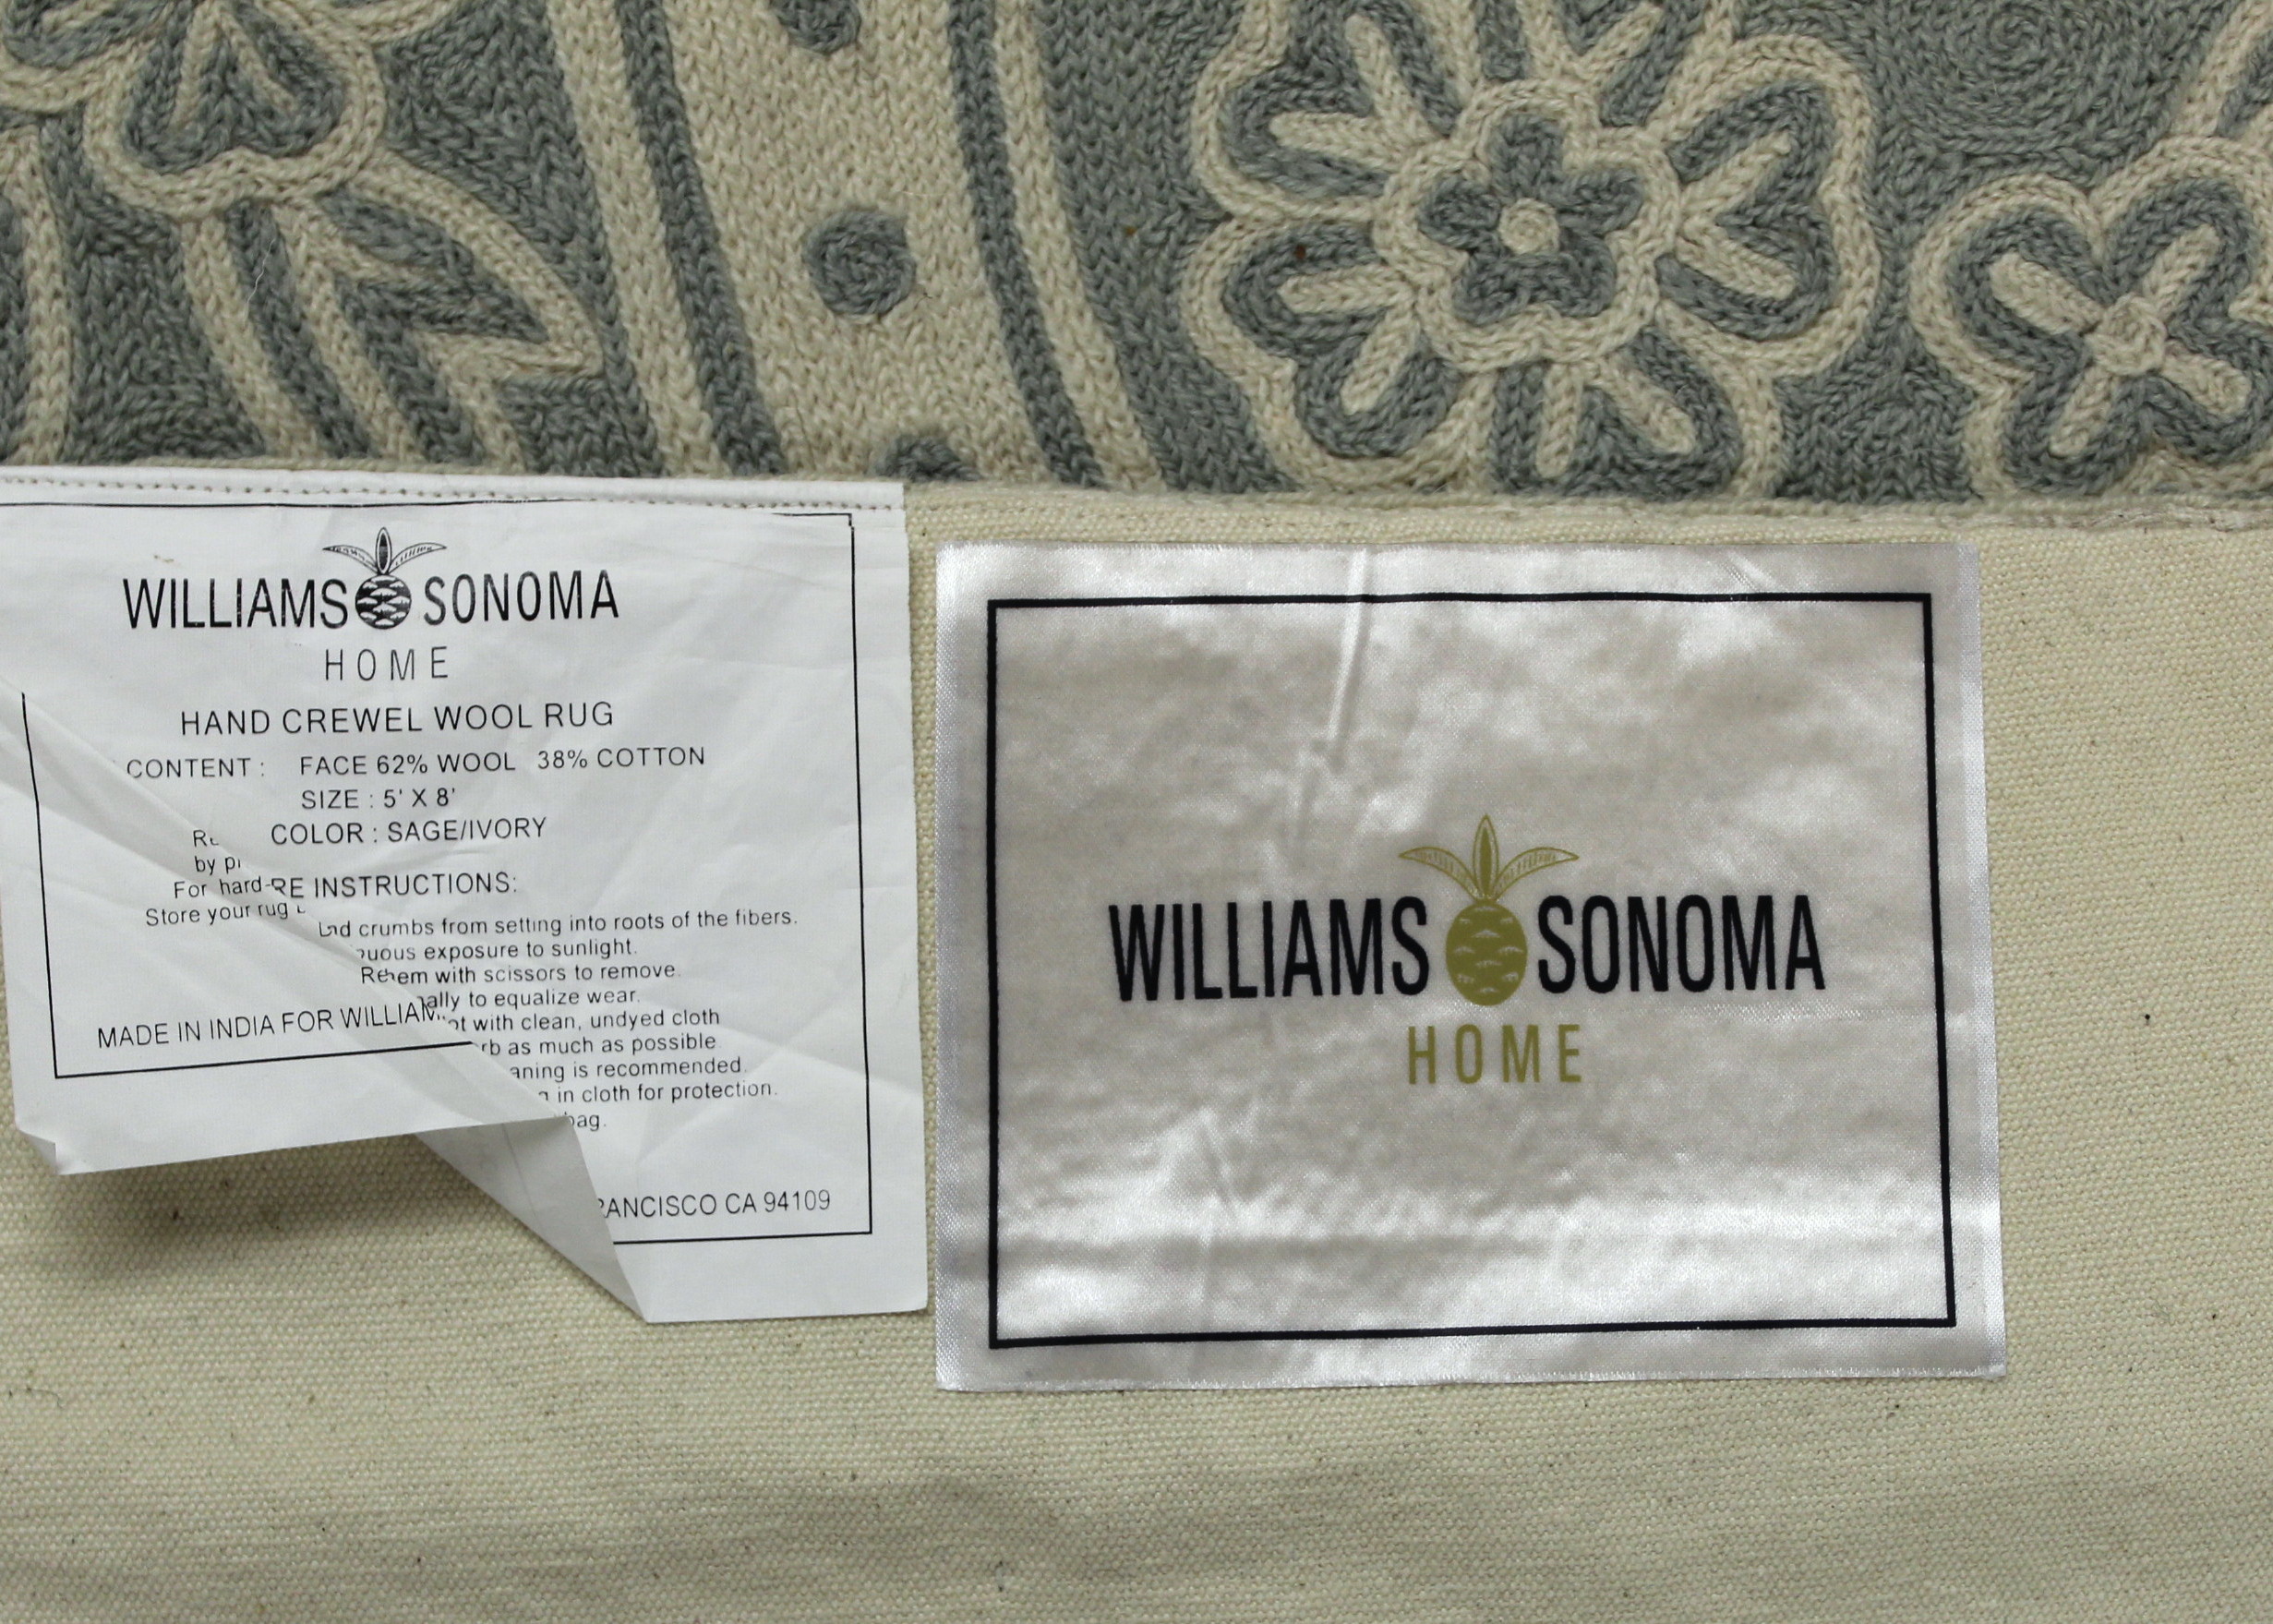 WILLIAMS SONOMA
HOME
HAND CREWEL WOOL RUG
CONTENT : FACE 62% WOOL 38% COTTON
SIZE : 5' X 8'
COLOR : SAGE/IVORY
by
For hard- INSTRUCTIONS:
Store your rug
crumbs from setting into roots of the fibers.
exposure to sunlight.
with scissors to remove.
to equalize wear.
MADE IN INDIA FOR
with clean, undyed cloth
as much as possible
is recommended.
in cloth for protection.
bag.
CA 94109
WILLIAMS SONOMA
HOME